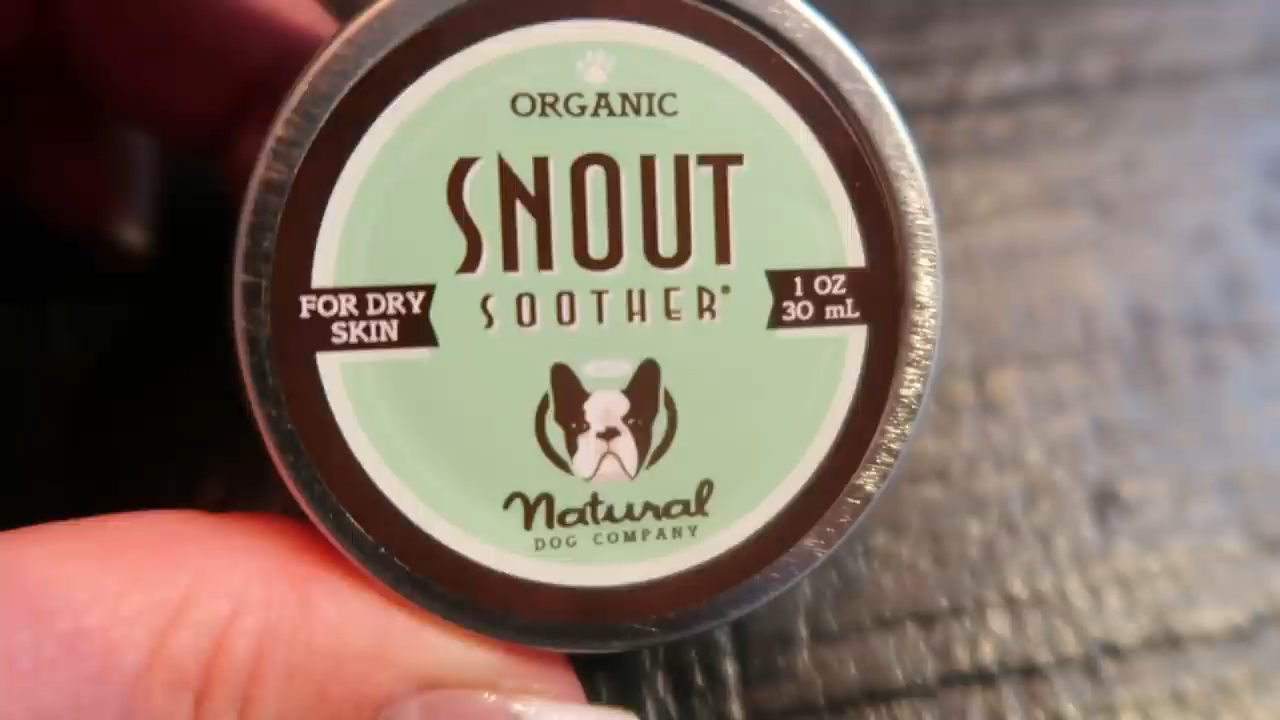 ORGANIC
SNOUT
SOOTHER®
FOR DRY
SKIN
1 OZ
30 mL
Natural
DOG COMPANY